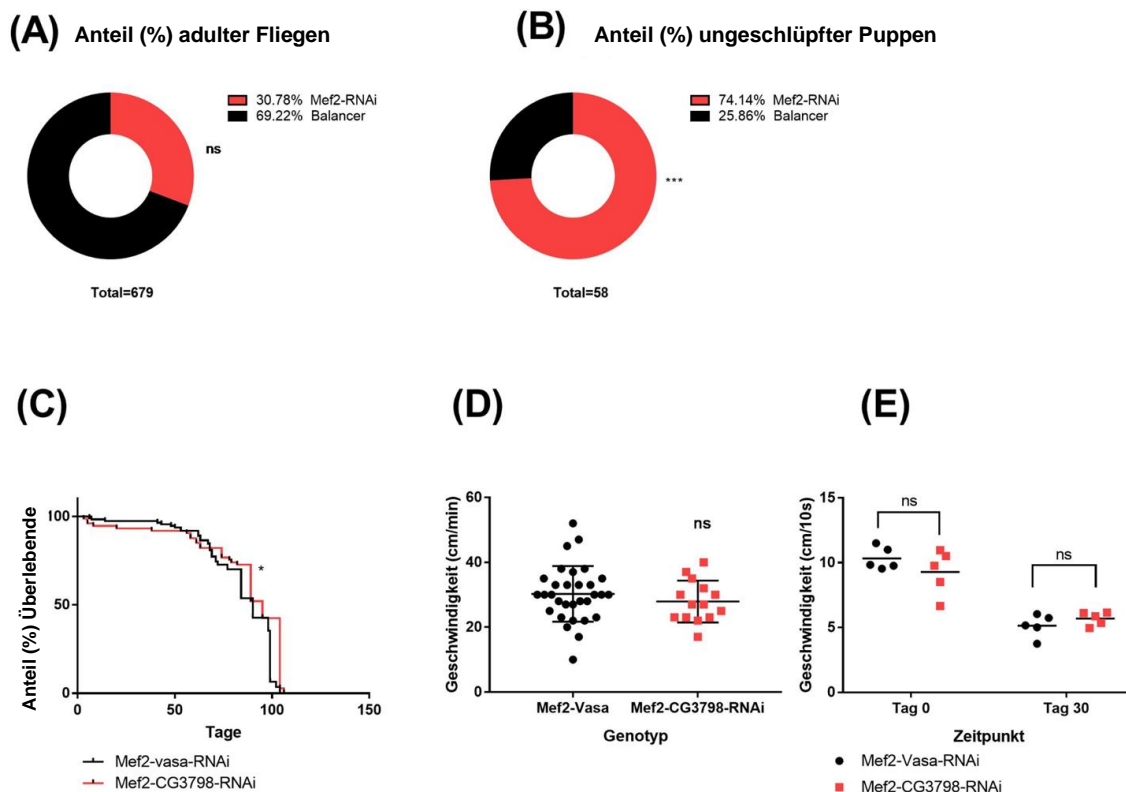 (A) Anteil (%) adulter Fliegen
30.78% Mef2-RNAi
69.22% Balancer
ns
Total=679
(B) Anteil (%) ungeschlüpfter Puppen
74.14% Mef2-RNAi
25.86% Balancer
***
Total=58
(C)
Anteil (%) Überlebende
100
50
0
*
0 50 100 150
Tage
Mef2-vasa-RNAi
Mef2-CG3798-RNAi
(D)
Geschwindigkeit (cm/min)
60
40
20
0
ns
Mef2-Vasa Mef2-CG3798-RNAi
Genotyp
(E)
Geschwindigkeit (cm/10s)
15
10
5
0
ns
ns
Tag 0 Tag 30
Zeitpunkt
Mef2-Vasa-RNAi
Mef2-CG3798-RNAi